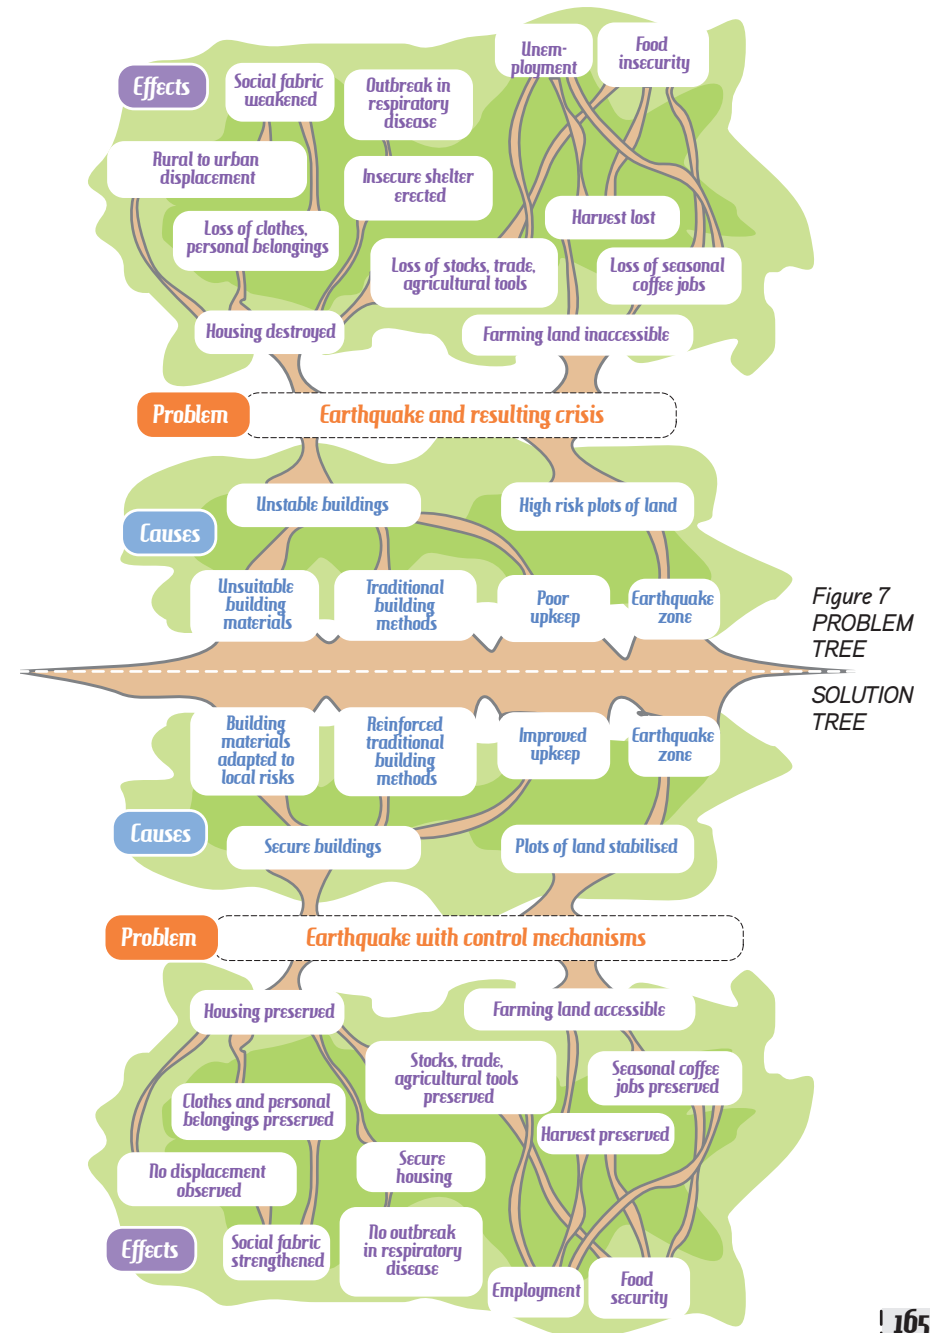 Unem-
ployment
Food
insecurity
Effects
Social fabric
weakened
Outbreak in
respiratory
disease
Rural to urban
displacement
Insecure shelter
erected
Harvest lost
Loss of clothes,
personal belongings
Loss of stocks, trade,
agricultural tools
Loss of seasonal
coffee jobs
Housing destroyed
Farming land inaccessible
Problem
Earthquake and resulting crisis
Unstable buildings
High risk plots of land
Causes
Unsuitable
building
materials
Traditional
building
methods
Poor
upkeep
Earthquake
zone
Figure 7
PROBLEM
TREE
SOLUTION
TREE
Building
materials
adapted to
local risks
Reinforced
traditional
building
methods
Improved
upkeep
Earthquake
zone
Causes
Secure buildings
Plots of land stabilised
Problem
Earthquake with control mechanisms
Housing preserved
Farming land accessible
Stocks, trade,
agricultural tools
preserved
Seasonal coffee
jobs preserved
Clothes and personal
belongings preserved
Harvest preserved
No displacement
observed
Secure
housing
Effects
Social fabric
strengthened
No outbreak
in respiratory
disease
Employment
Food
security
165